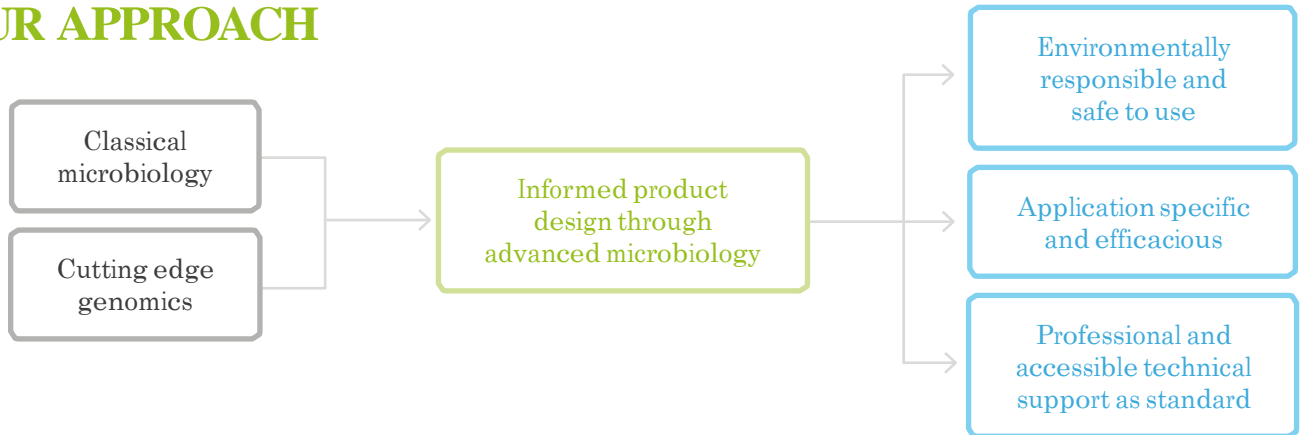 UR APPROACH
Classical
microbiology
Cutting edge
genomics
Informed product
design through
advanced microbiology
Environmentally
responsible and
safe to use
Application specific
and efficacious
Professional and
accessible technical
support as standard